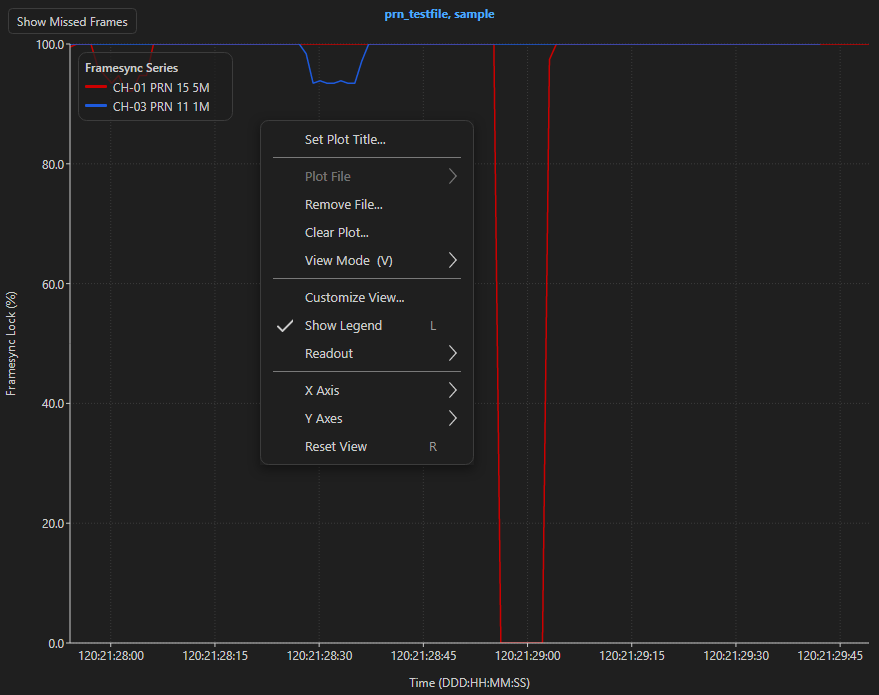 Show Missed Frames
prn_testfile, sample
100.0
80.0
60.0
40.0
20.0
0.0
Framesync Lock (%)
Framesync Series
CH-01 PRN 15 5M
CH-03 PRN 11 1M
Set Plot Title...
Plot File
Remove File...
Clear Plot...
View Mode (V)
Customize View...
Show Legend L
Readout
X Axis
Y Axes
Reset View R
120:21:28:00 120:21:28:15 120:21:28:30 120:21:28:45 120:21:29:00 120:21:29:15 120:21:29:30 120:21:29:45
Time (DDD:HH:MM:SS)